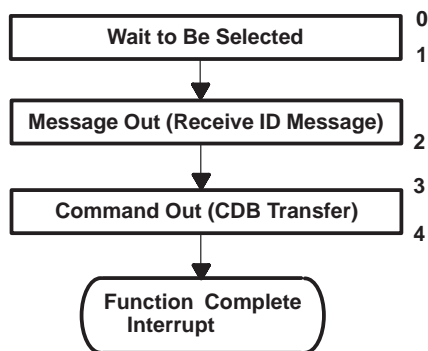 0
Wait to Be Selected
1
Message Out (Receive ID Message)
2
3
Command Out (CDB Transfer)
4
Function Complete
Interrupt